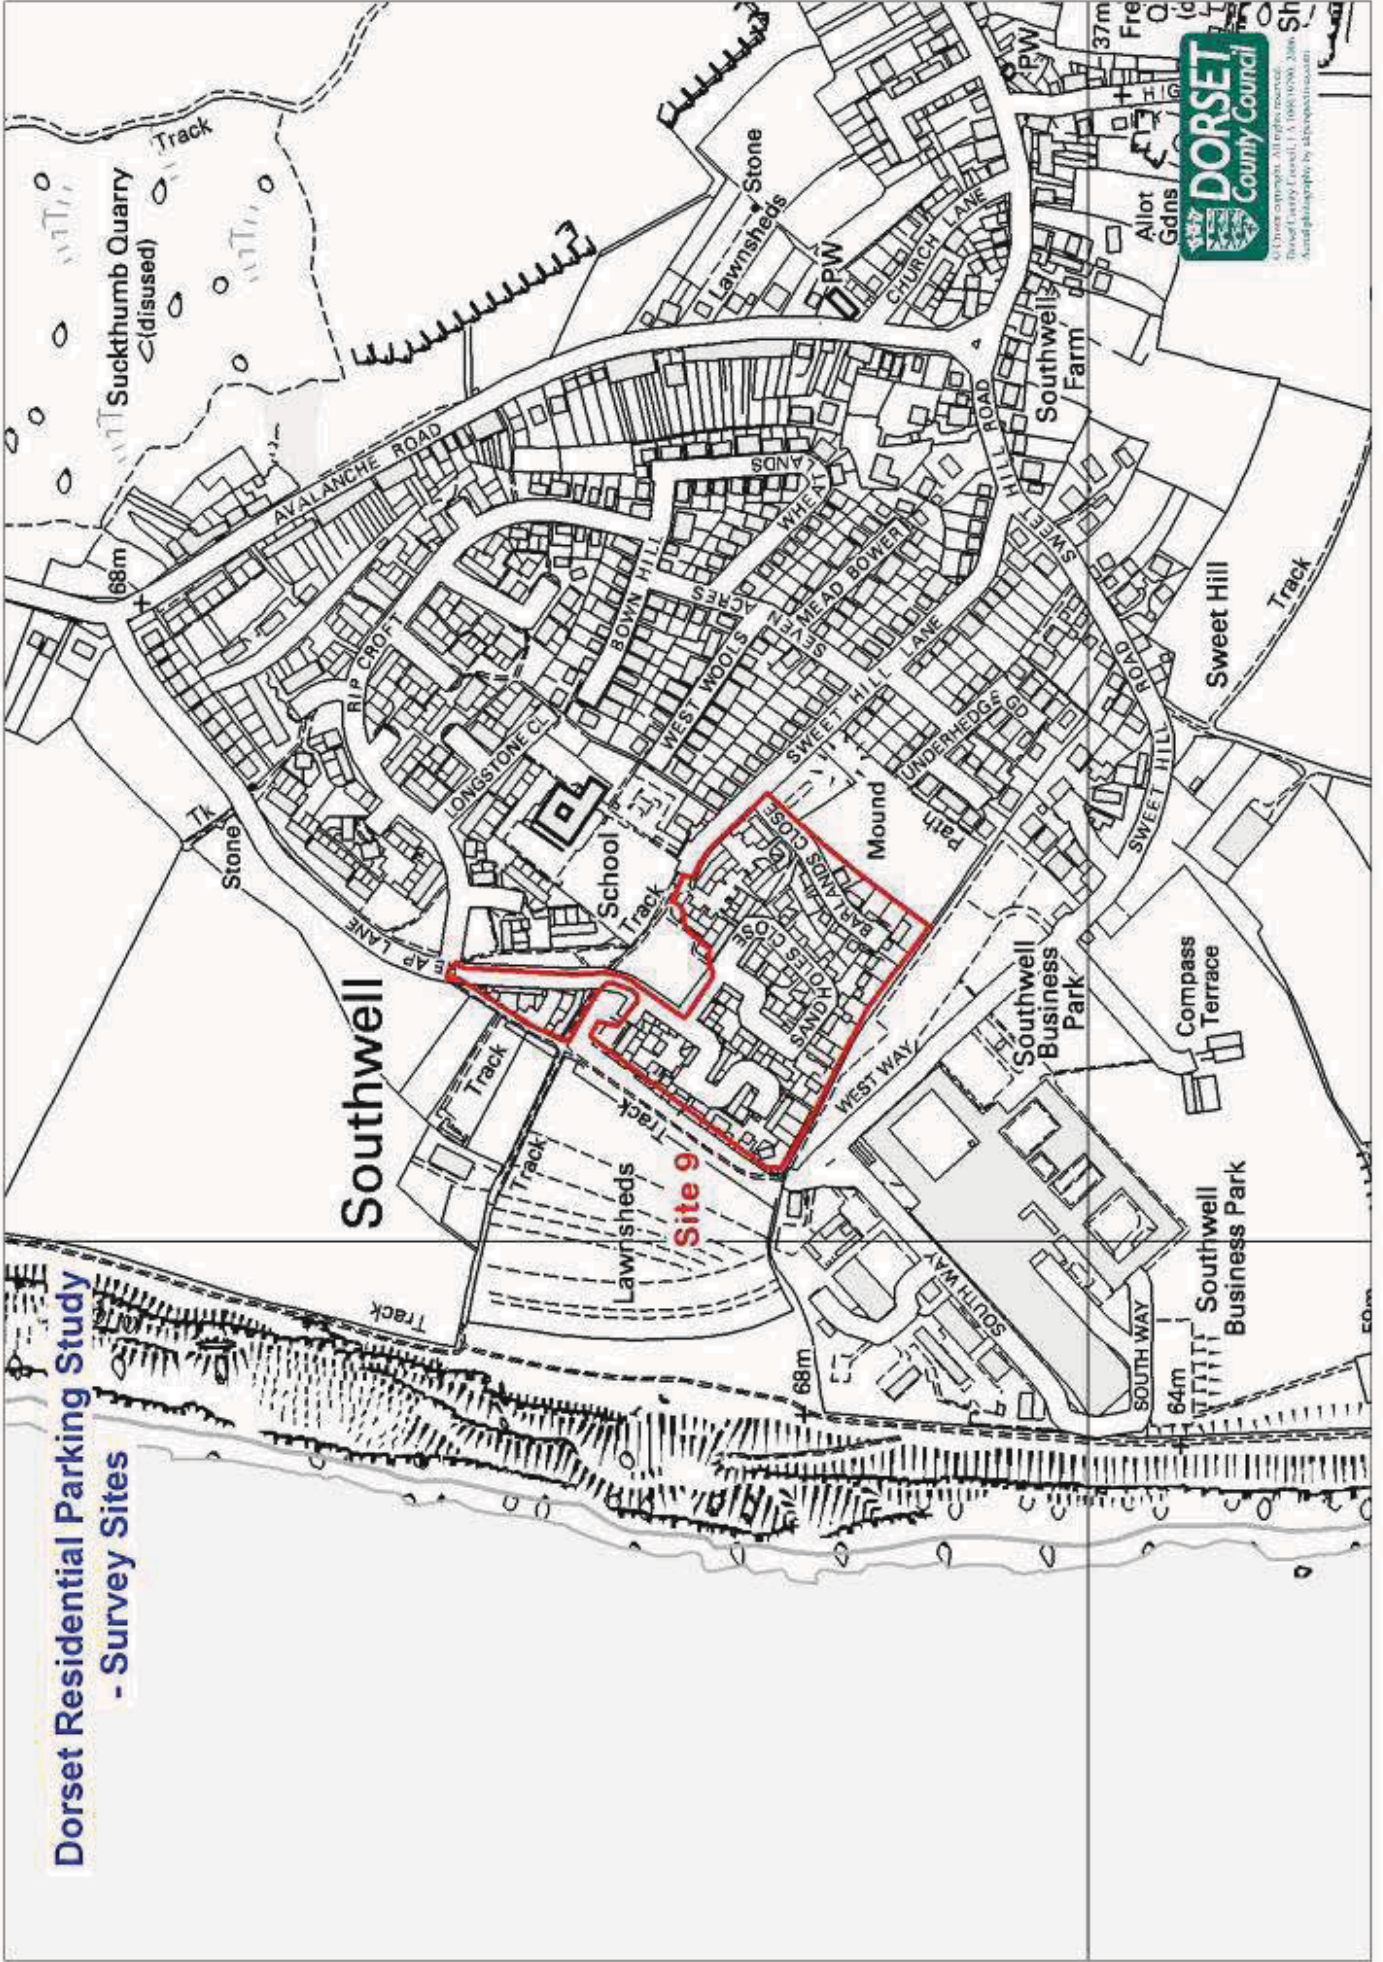 Dorset Residential Parking Study
- Survey Sites
Southwell
Site 9
Suckthumb Quarry
(disused)
Track
68m
AVALANCHE ROAD
Tk
Stone
LANE
RIP CROFT
LONGSTONE CL
School
Track
BOWN HILL
WHEATLANDS
SEVEN ACRES
WEST WOOLS
MEAD BOWER
SWEET HILL LANE
UNDERHEDGE GD
Path
Mound
BARLANDS CLOSE
SANDHOLES CLOSE
Track
Track
Track
Lawnsheds
Track
WEST WAY
Southwell
Business
Park
Compass
Terrace
SOUTH WAY
SOUTH WAY
Southwell
Business Park
68m
64m
Stone
Lawnsheds
PW
CHURCH LANE
PW
37m
HIG
Allot
Gdns
Southwell
Farm
SWEET HILL ROAD
SWEET HILL ROAD
Sweet Hill
Track
DORSET
County Council